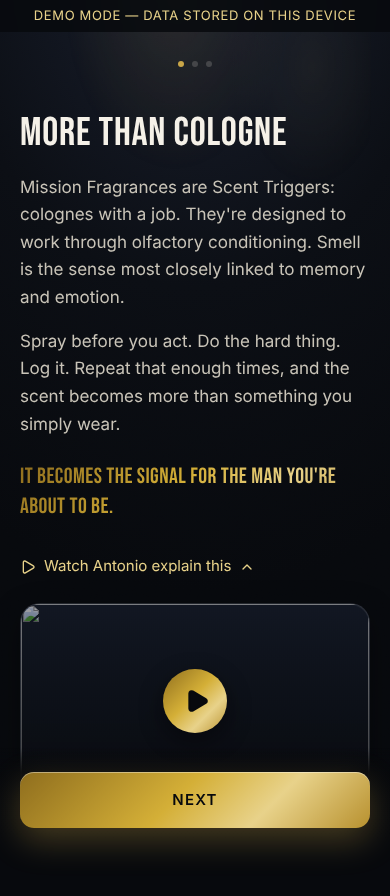 DEMO MODE — DATA STORED ON THIS DEVICE
MORE THAN COLOGNE
Mission Fragrances are Scent Triggers:
colognes with a job. They're designed to
work through olfactory conditioning. Smell
is the sense most closely linked to memory
and emotion.
Spray before you act. Do the hard thing.
Log it. Repeat that enough times, and the
scent becomes more than something you
simply wear.
IT BECOMES THE SIGNAL FOR THE MAN YOU'RE
ABOUT TO BE.
Watch Antonio explain this
NEXT